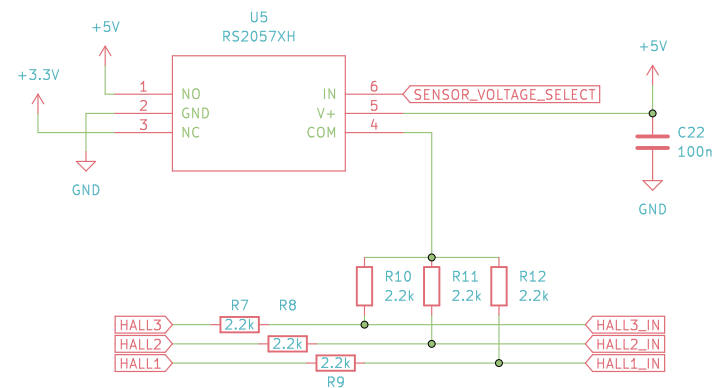 U5
RS2057XH
+5V
+5V
+3.3V
1 NO IN 6 SENSOR_VOLTAGE_SELECT
2 GND V+ 5
3 NC COM 4
C22
100n
GND
GND
R10 R11 R12
2.2k 2.2k 2.2k
R7 R8
HALL3 2.2k HALL3_IN
HALL2 2.2k HALL2_IN
HALL1 2.2k HALL1_IN
R9